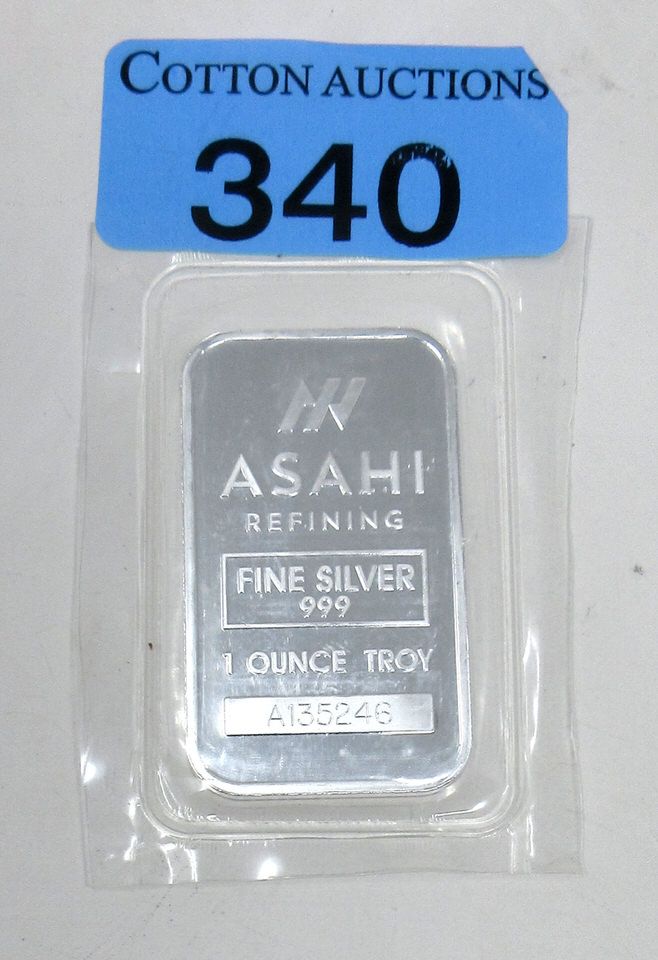 COTTON AUCTIONS
340
ASAHI
REFINING
FINE SILVER
999
1 OUNCE TROY
A135246